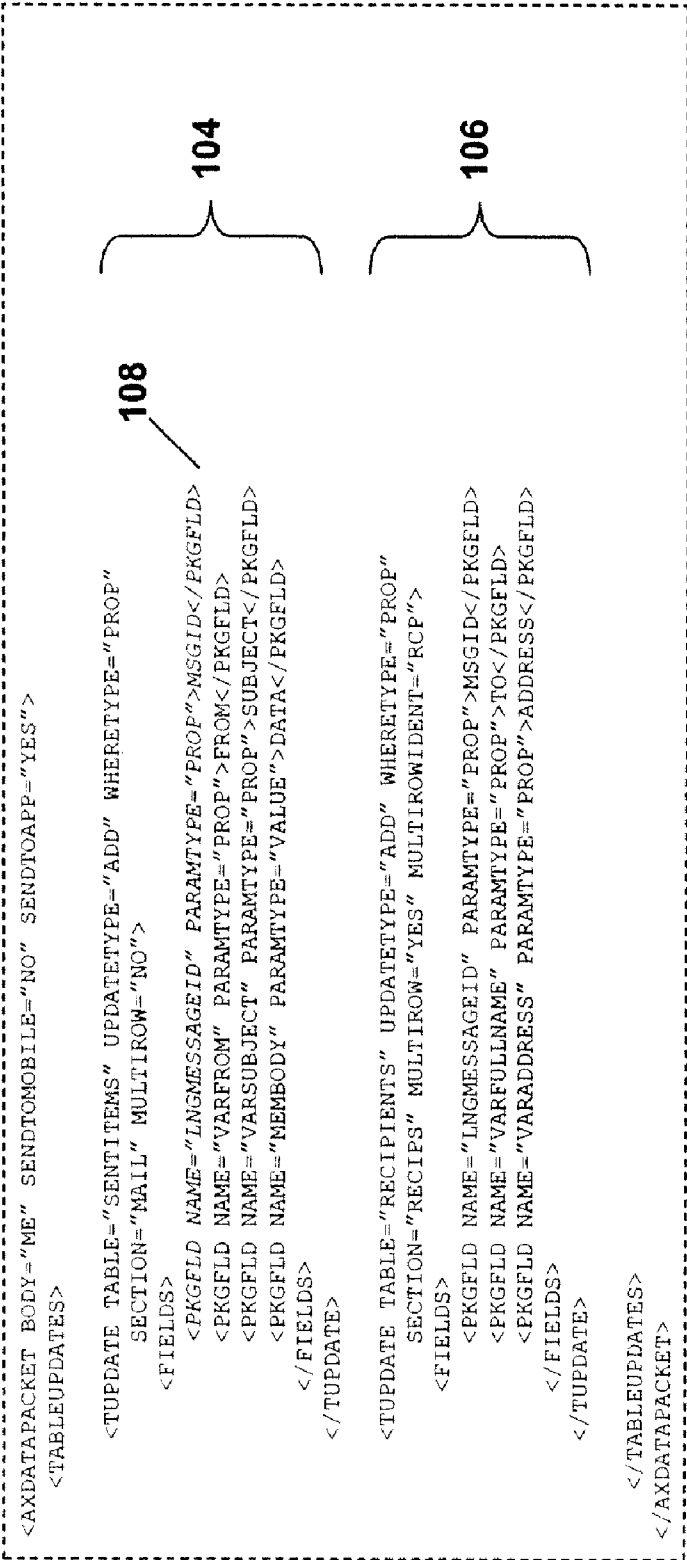 <AXDATAPACKET BODY="ME" SENDTOMOBILE="NO" SENDTOAPP="YES">
<TABLEUPDATES>
<TUPDATE TABLE="SENTITEMS" UPDATETYPE="ADD" WHERETYPE="PROP"
SECTION="MAIL" MULTIROW="NO">
<FIELDS>
<PKGFLD NAME="LNGMESSAGEID" PARAMTYPE="PROP">MSGID</PKGFLD>
<PKGFLD NAME="VARFROM" PARAMTYPE="PROP">FROM</PKGFLD>
<PKGFLD NAME="VARSUBJECT" PARAMTYPE="PROP">SUBJECT</PKGFLD>
<PKGFLD NAME="MEMBODY" PARAMTYPE="VALUE">DATA</PKGFLD>
</FIELDS>
</TUPDATE>
108
104
<TUPDATE TABLE="RECIPIENTS" UPDATETYPE="ADD" WHERETYPE="PROP"
SECTION="RECIPS" MULTIROW="YES" MULTIROWIDENT="RCP">
<FIELDS>
<PKGFLD NAME="LNGMESSAGEID" PARAMTYPE="PROP">MSGID</PKGFLD>
<PKGFLD NAME="VARFULLNAME" PARAMTYPE="PROP">TO</PKGFLD>
<PKGFLD NAME="VARADDRESS" PARAMTYPE="PROP">ADDRESS</PKGFLD>
</FIELDS>
</TUPDATE>
106
</TABLEUPDATES>
</AXDATAPACKET>